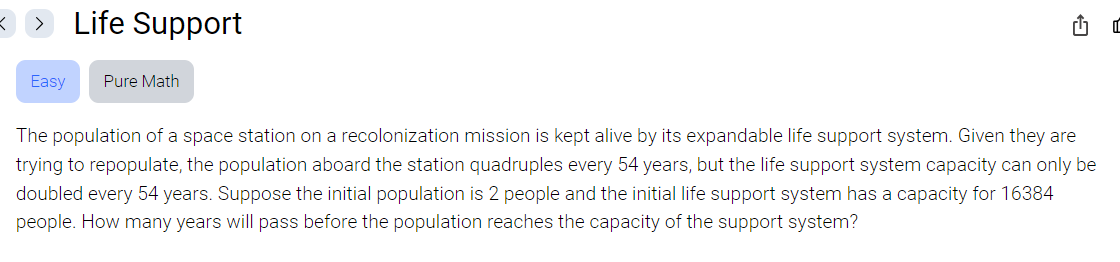 Life Support
Easy
Pure Math
The population of a space station on a recolonization mission is kept alive by its expandable life support system. Given they are
trying to repopulate, the population aboard the station quadruples every 54 years, but the life support system capacity can only be
doubled every 54 years. Suppose the initial population is 2 people and the initial life support system has a capacity for 16384
people. How many years will pass before the population reaches the capacity of the support system?